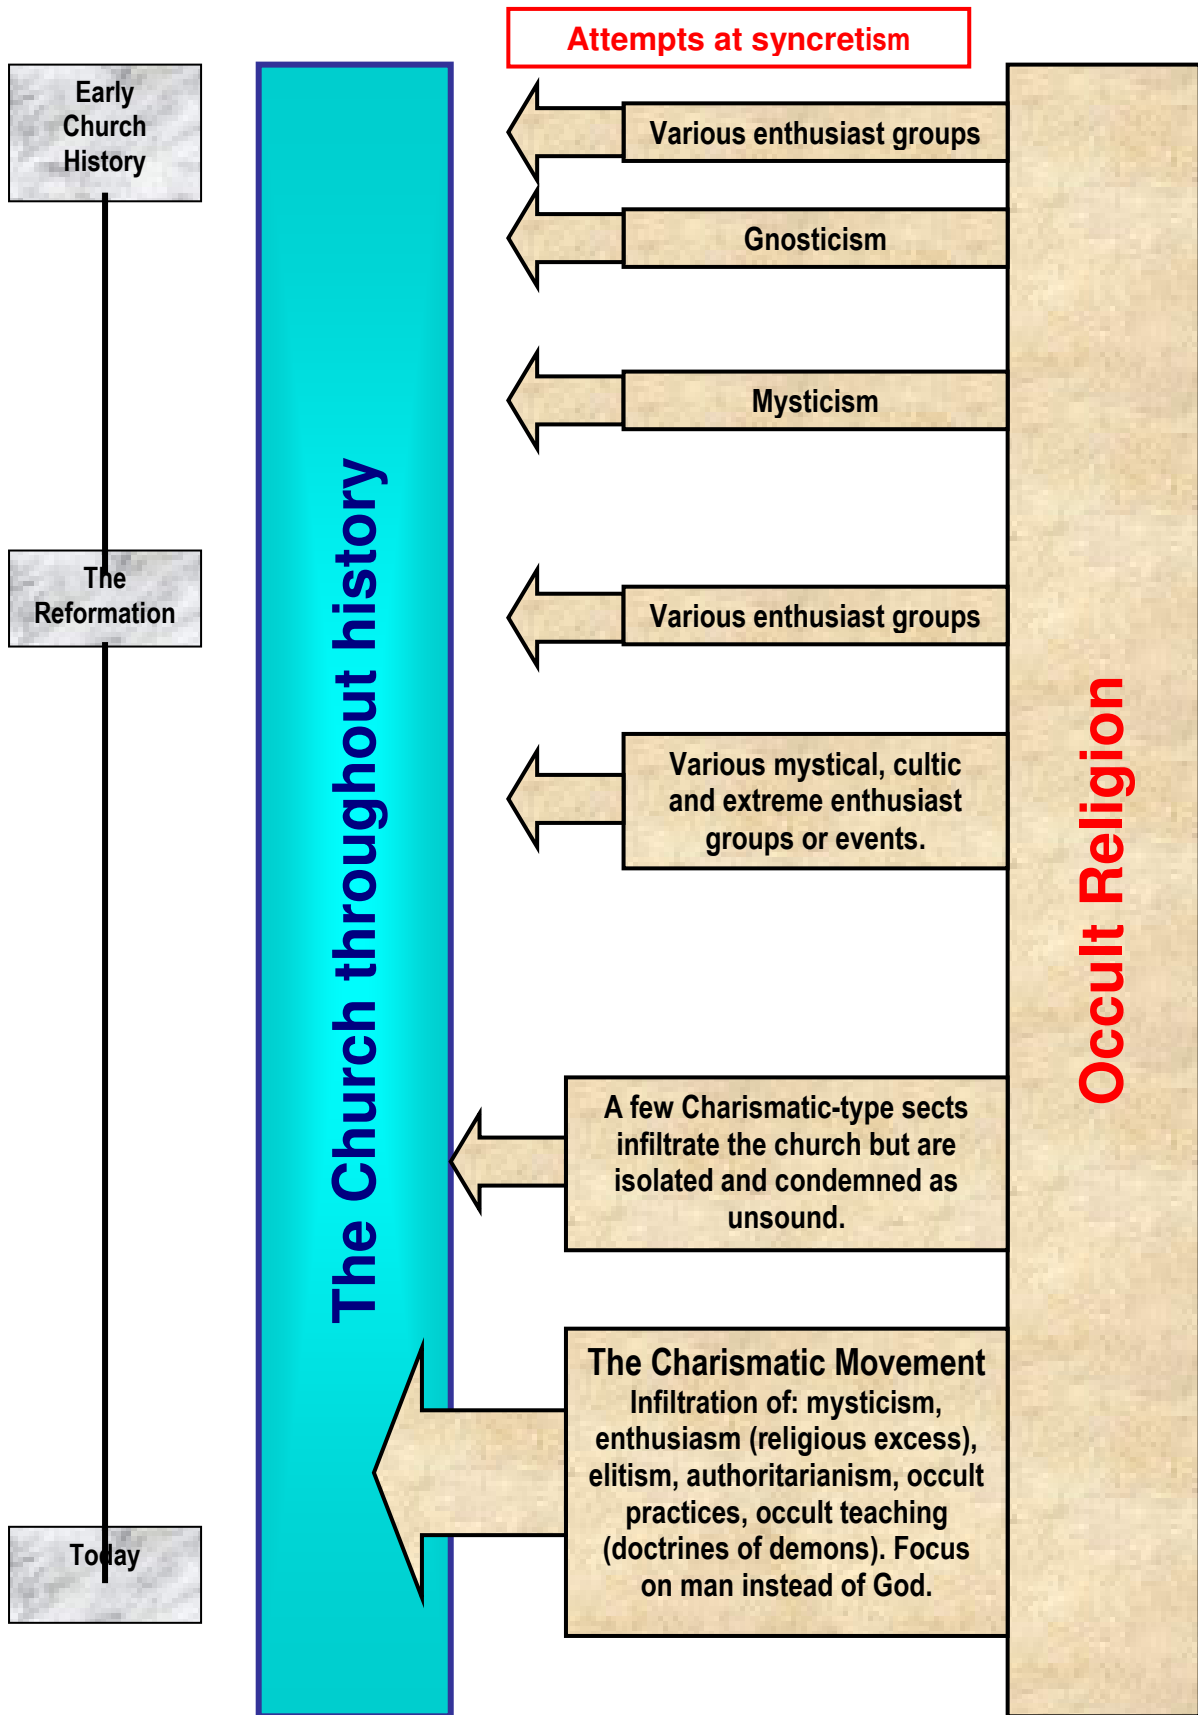 Attempts at syncretism
Early
Church
History
Various enthusiast groups
Gnosticism
Mysticism
The
Reformation
Various enthusiast groups
Various mystical, cultic
and extreme enthusiast
groups or events.
The Church throughout history
Occult Religion
A few Charismatic-type sects
infiltrate the church but are
isolated and condemned as
unsound.
The Charismatic Movement
Infiltration of: mysticism,
enthusiasm (religious excess),
elitism, authoritarianism, occult
practices, occult teaching
(doctrines of demons). Focus
on man instead of God.
Today